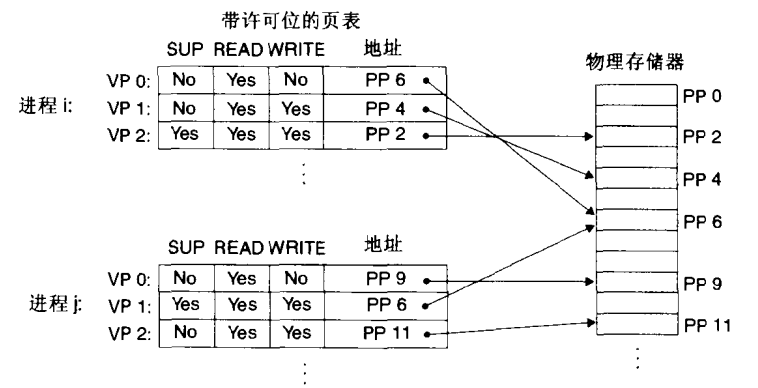 带许可位的页表
SUP READ WRITE 地址
进程 i:
VP 0: No Yes No PP 6
VP 1: No Yes Yes PP 4
VP 2: Yes Yes Yes PP 2
SUP READ WRITE 地址
进程 j:
VP 0: No Yes No PP 9
VP 1: Yes Yes Yes PP 6
VP 2: No Yes Yes PP 11
物理存储器
PP 0
PP 2
PP 4
PP 6
PP 9
PP 11